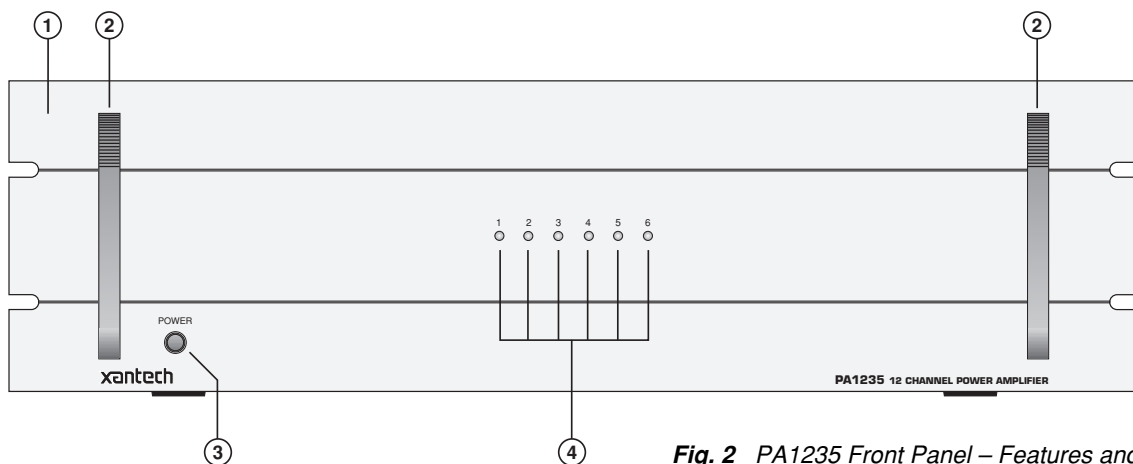 1 2 2
1 2 3 4 5 6
POWER
xantech
PA1235 12 CHANNEL POWER AMPLIFIER
3 4
Fig. 2 PA1235 Front Panel – Features and